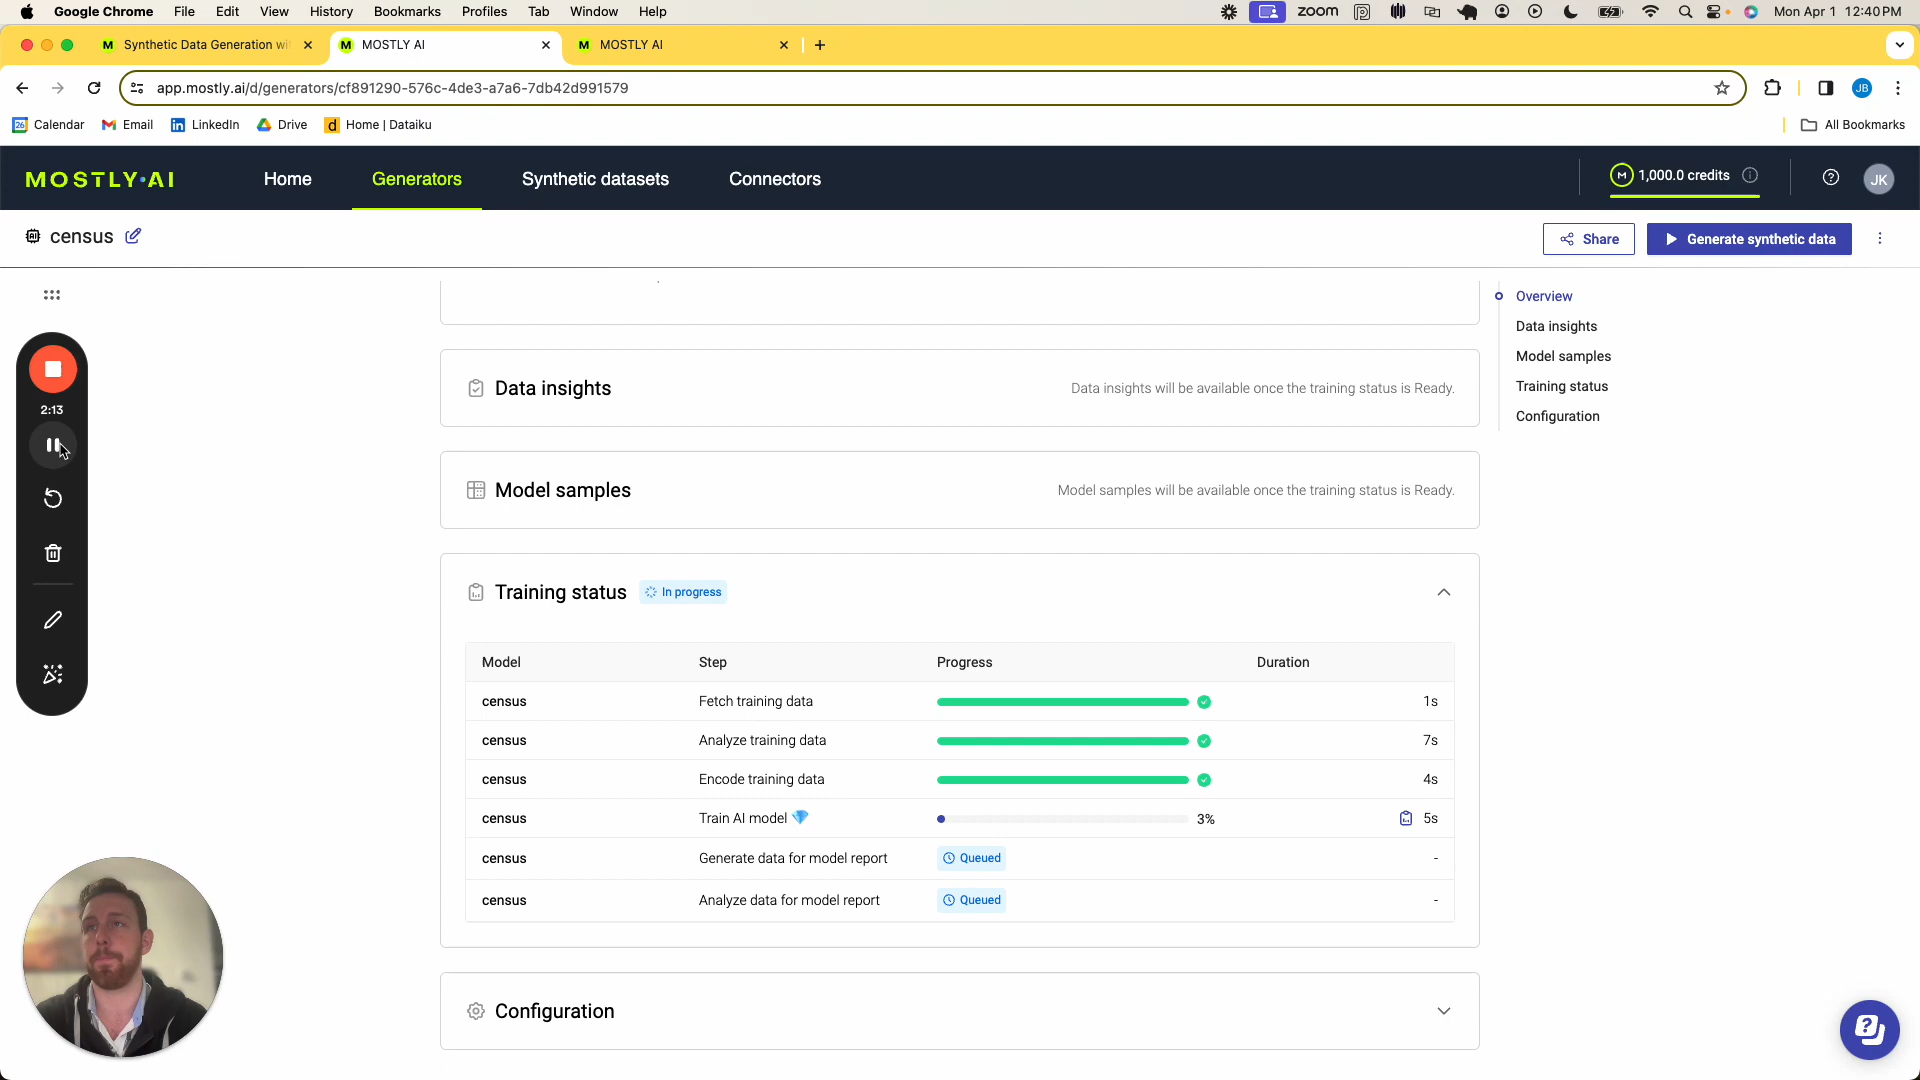 Google Chrome File Edit View History Bookmarks Profiles Tab Window Help
zoom Mon Apr 1 12:40 PM
Synthetic Data Generation wi
MOSTLY AI
MOSTLY AI
app.mostly.ai/d/generators/cf891290-576c-4de3-a7a6-7db42d991579
JB
Calendar Email LinkedIn Drive Home | Dataiku
All Bookmarks
MOSTLY·AI Home Generators Synthetic datasets Connectors
1,000.0 credits
JK
census
Share
Generate synthetic data
Overview
Data insights
Model samples
Training status
Configuration
2:13
Data insights
Data insights will be available once the training status is Ready.
Model samples
Model samples will be available once the training status is Ready.
Training status In progress
Model Step Progress Duration
census Fetch training data 1s
census Analyze training data 7s
census Encode training data 4s
census Train AI model 💎 3% 5s
census Generate data for model report Queued -
census Analyze data for model report Queued -
Configuration